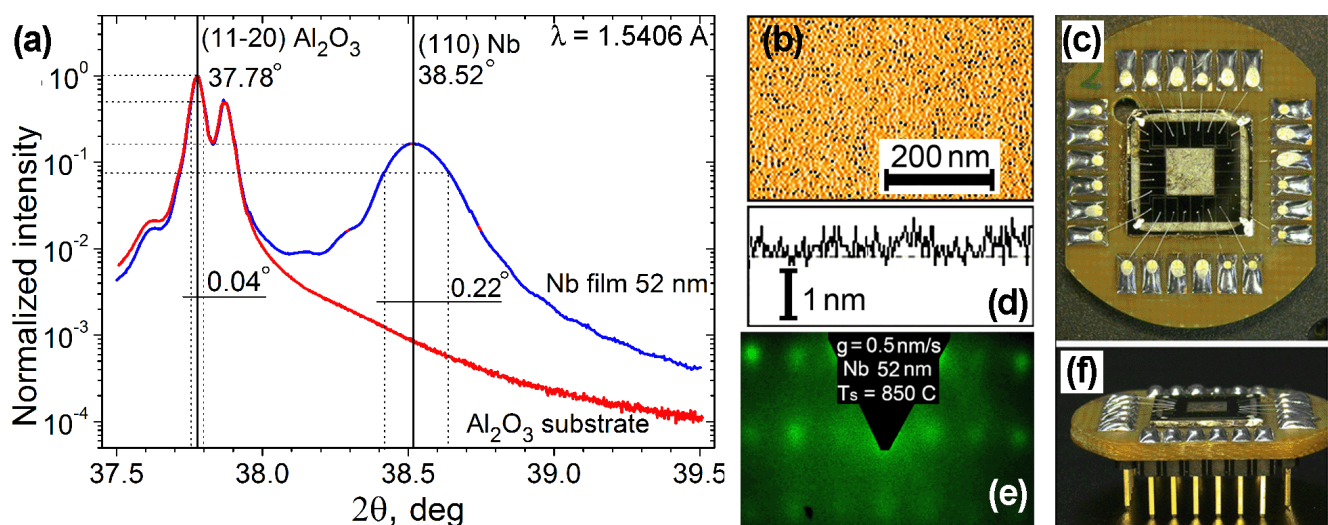 (a)
(11-20) Al₂O₃
37.78°
(110) Nb
38.52°
λ = 1.5406 Å
10⁰
10⁻¹
10⁻²
10⁻³
10⁻⁴
Normalized intensity
0.04°
0.22°
Nb film 52 nm
Al₂O₃ substrate
37.5
38.0
38.5
39.0
39.5
2θ, deg
(b)
200 nm
1 nm
(d)
g = 0.5 nm/s
Nb 52 nm
Tₛ = 850 C
(e)
(c)
(f)